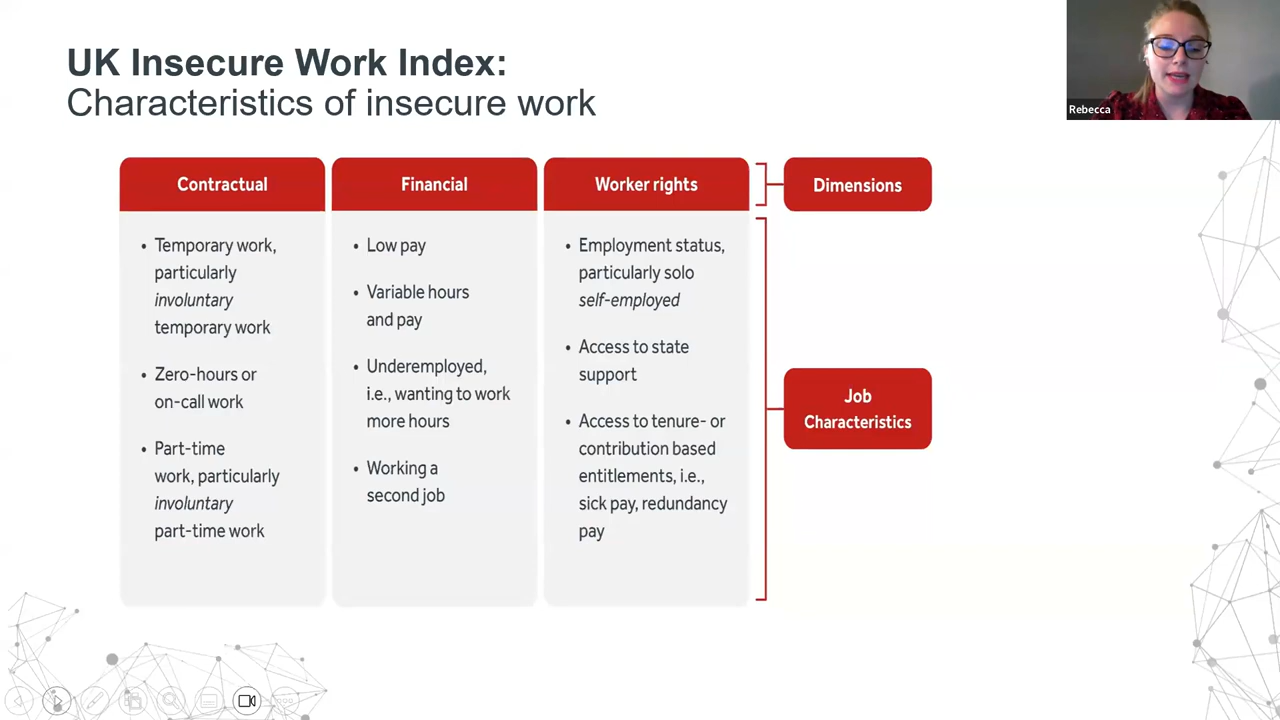 UK Insecure Work Index:
Characteristics of insecure work
Rebecca
Contractual
• Temporary work,
particularly
involuntary
temporary work
• Zero-hours or
on-call work
• Part-time
work, particularly
involuntary
part-time work
Financial
• Low pay
• Variable hours
and pay
• Underemployed,
i.e., wanting to work
more hours
• Working a
second job
Worker rights
• Employment status,
particularly solo
self-employed
• Access to state
support
• Access to tenure- or
contribution based
entitlements, i.e.,
sick pay, redundancy
pay
Dimensions
Job
Characteristics